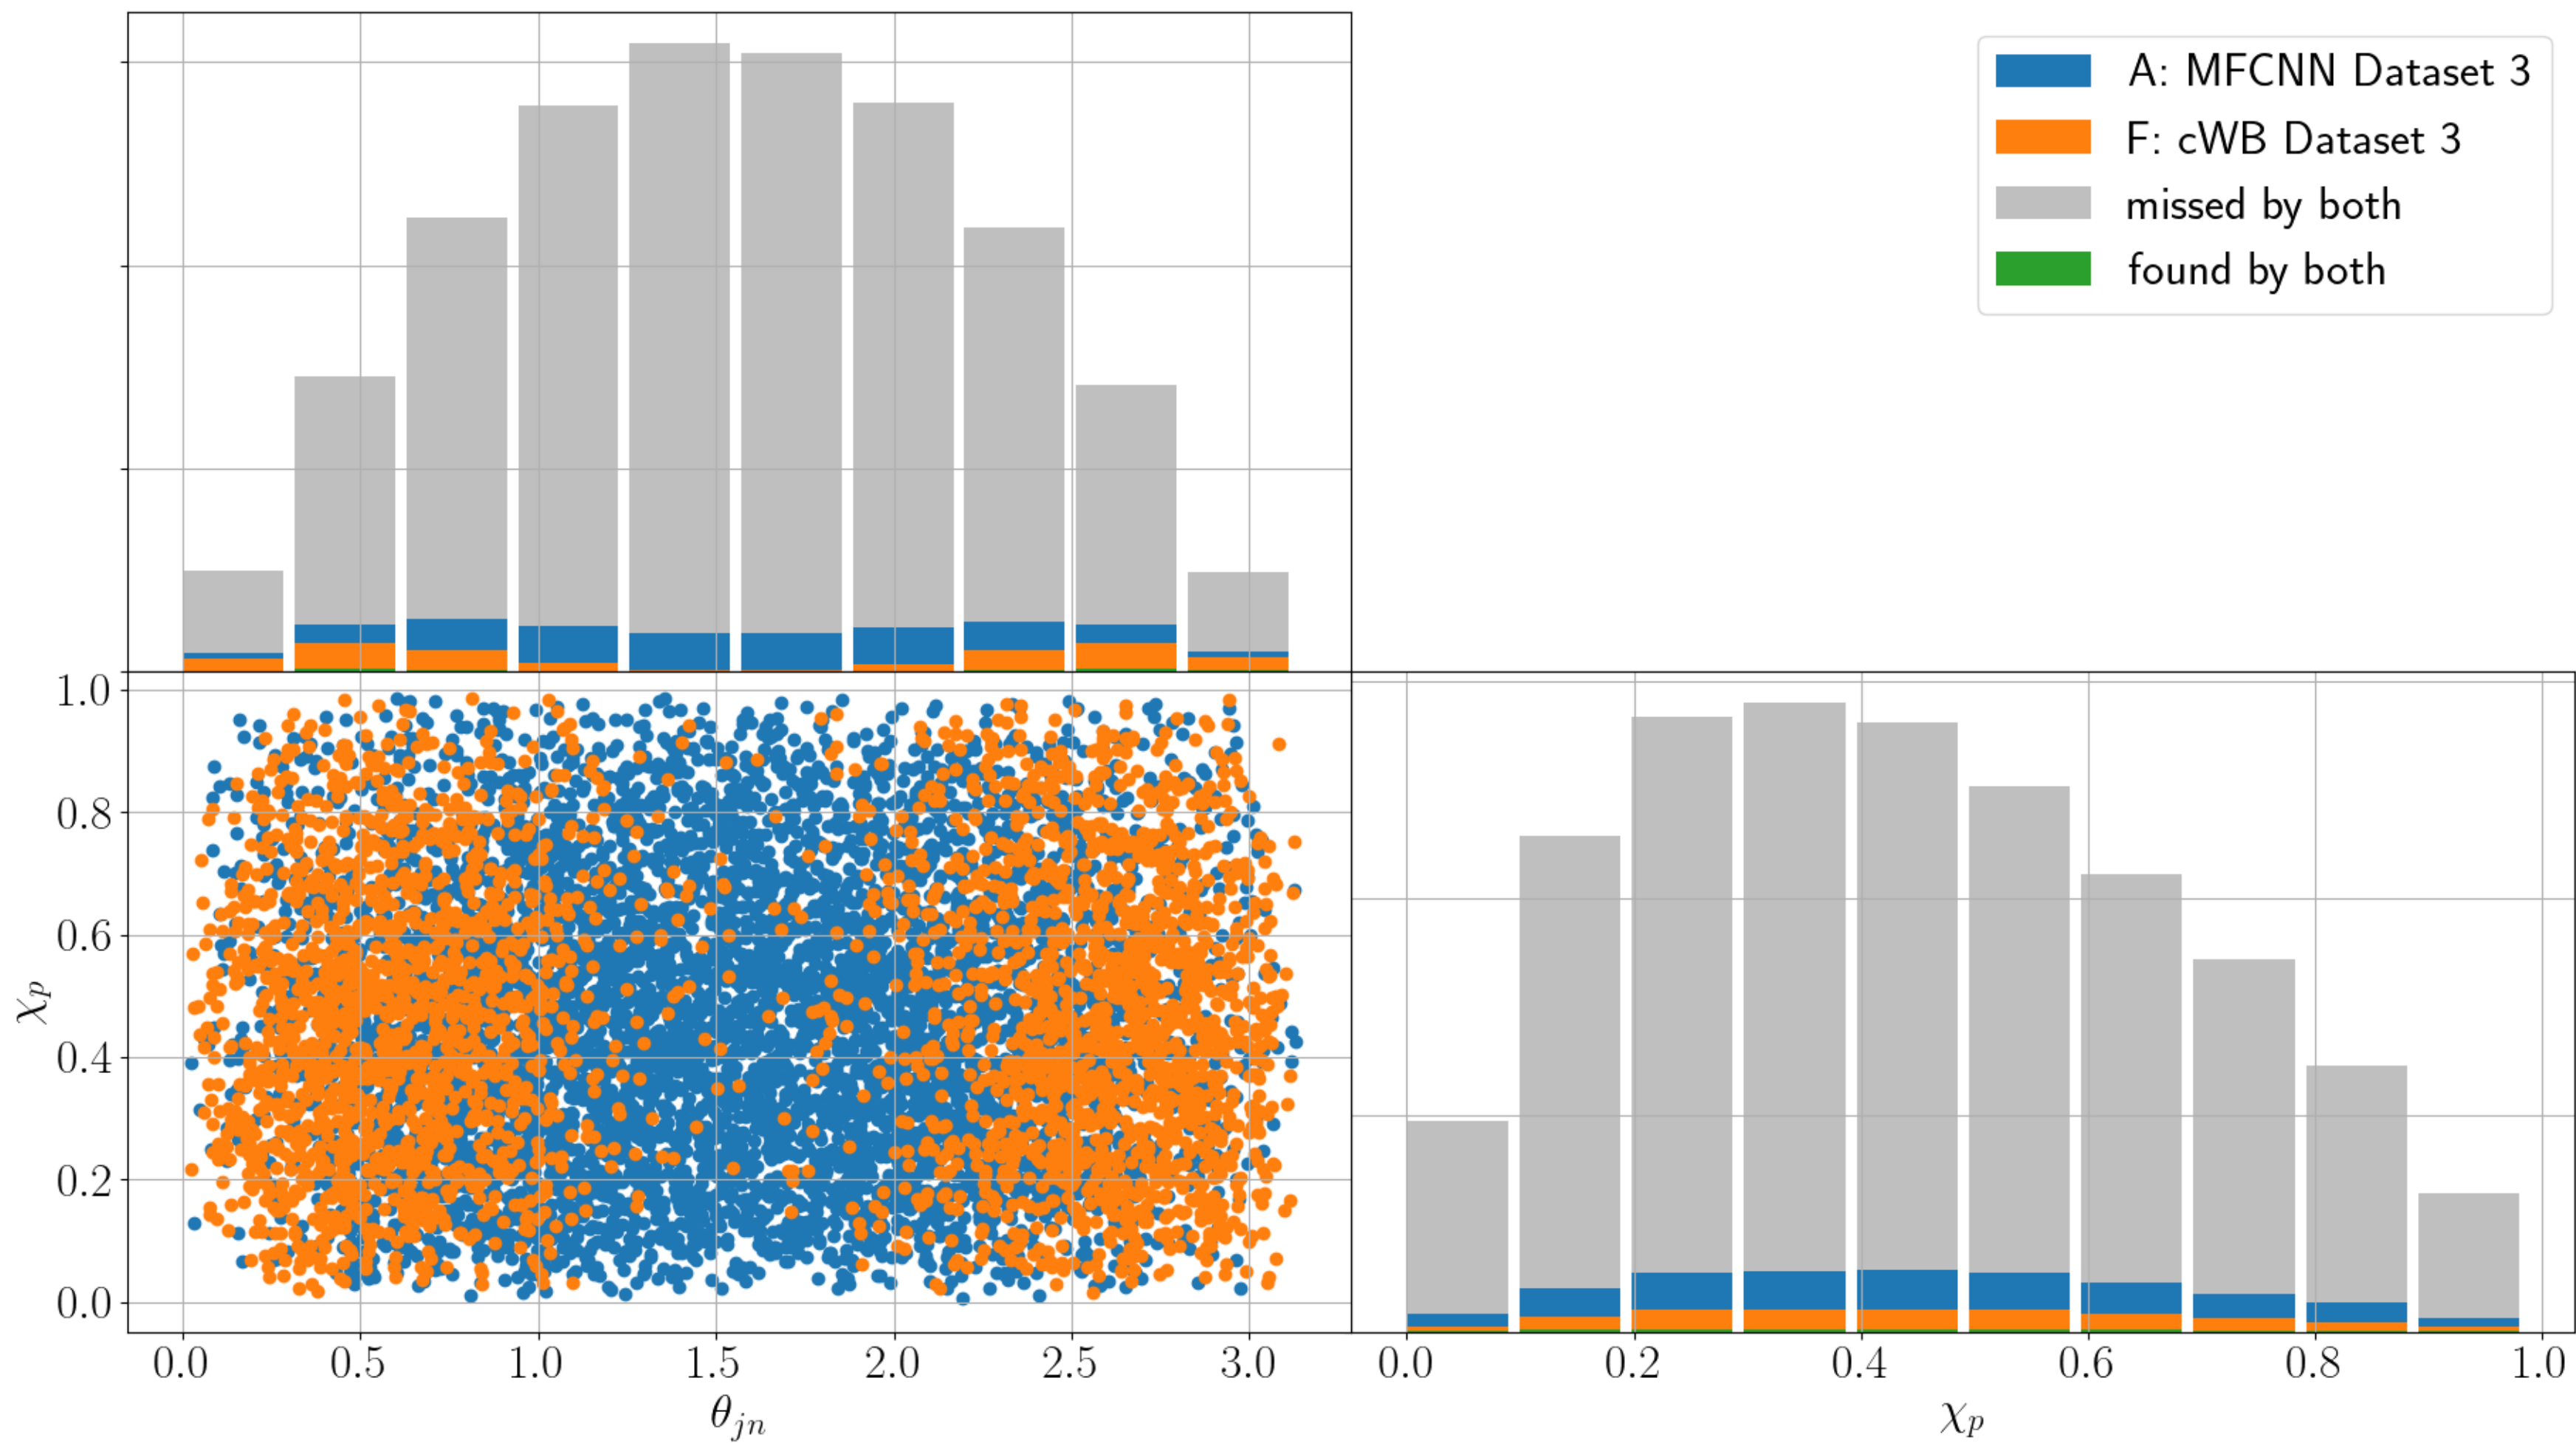 A: MFCNN Dataset 3
F: cWB Dataset 3
missed by both
found by both
1.0
0.8
0.6
0.4
0.2
0.0
χp
0.0 0.5 1.0 1.5 2.0 2.5 3.0
θjn
0.0 0.2 0.4 0.6 0.8 1.0
χp